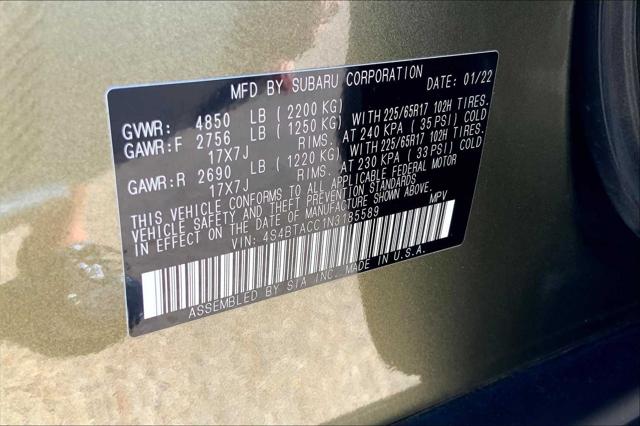 MFD BY SUBARU CORPORATION DATE: 01/22
GVWR: 4850 LB (2200 KG)
GAWR:F 2756 LB (1250 KG) WITH 225/65R17 102H TIRES.
17X7J RIMS. AT 240 KPA (35 PSI) COLD
GAWR:R 2690 LB (1220 KG) WITH 225/65R17 102H TIRES.
17X7J RIMS. AT 230 KPA (33 PSI) COLD
THIS VEHICLE CONFORMS TO ALL APPLICABLE FEDERAL MOTOR
VEHICLE SAFETY AND THEFT PREVENTION STANDARDS
IN EFFECT ON THE DATE OF MANUFACTURE SHOWN ABOVE.
VIN: 4S4BTACC1N3185589 MPV
ASSEMBLED BY SIA INC., MADE IN U.S.A.